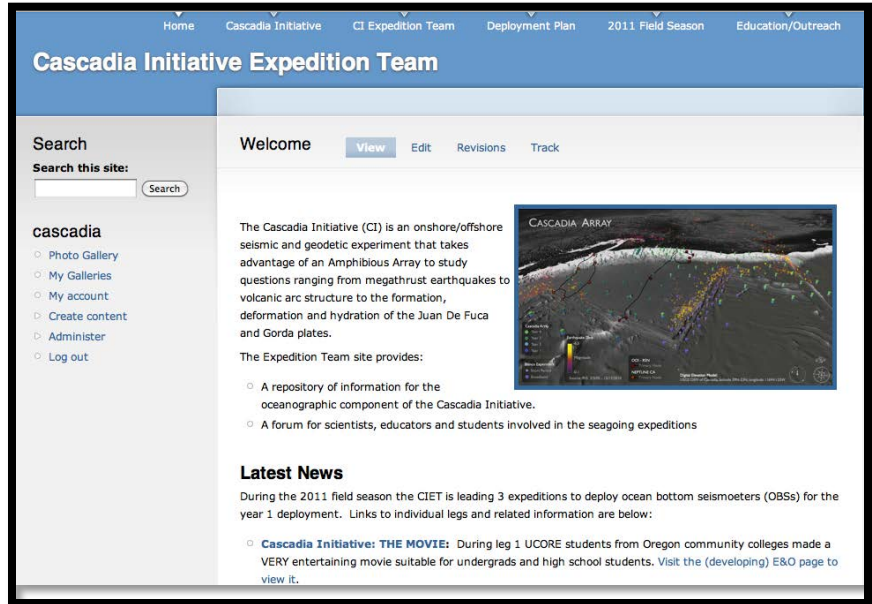 Home Cascadia Initiative CI Expedition Team Deployment Plan 2011 Field Season Education/Outreach
Cascadia Initiative Expedition Team
Search
Search this site:
Search
cascadia
Photo Gallery
My Galleries
My account
Create content
Administer
Log out
Welcome View Edit Revisions Track
The Cascadia Initiative (CI) is an onshore/offshore
seismic and geodetic experiment that takes
advantage of an Amphibious Array to study
questions ranging from megathrust earthquakes to
volcanic arc structure to the formation,
deformation and hydration of the Juan De Fuca
and Gorda plates.
CASCADIA ARRAY
The Expedition Team site provides:
A repository of information for the
oceanographic component of the Cascadia Initiative.
A forum for scientists, educators and students involved in the seagoing expeditions
Latest News
During the 2011 field season the CIET is leading 3 expeditions to deploy ocean bottom seismoeters (OBSs) for the
year 1 deployment. Links to individual legs and related information are below:
Cascadia Initiative: THE MOVIE: During leg 1 UCORE students from Oregon community colleges made a
VERY entertaining movie suitable for undergrads and high school students. Visit the (developing) E&O page to
view it.